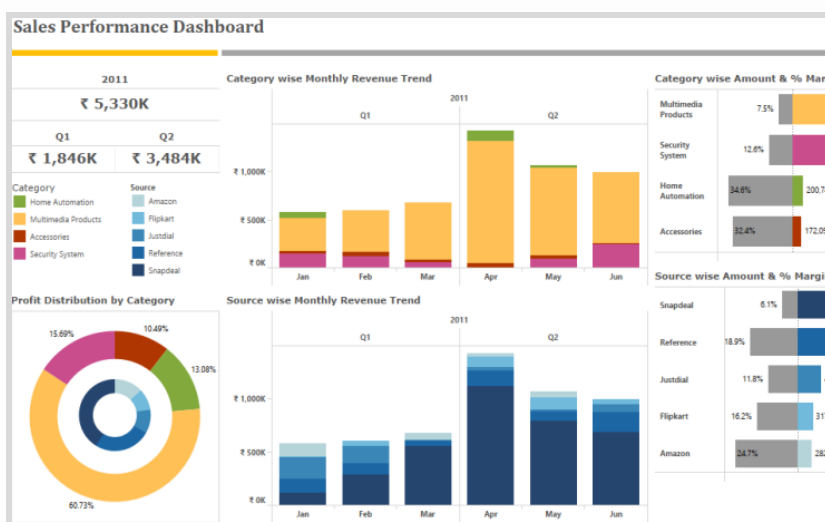 Sales Performance Dashboard
2011
₹ 5,330K
Q1 Q2
₹ 1,846K ₹ 3,484K
Category
Home Automation
Multimedia Products
Accessories
Security System
Source
Amazon
Flipkart
Justdial
Reference
Snapdeal
Category wise Monthly Revenue Trend
2011
Q1 Q2
₹ 1,000K
₹ 500K
₹ 0K
Jan Feb Mar Apr May Jun
Category wise Amount & % Mar
Multimedia
Products
7.5%
Security
System
12.6%
Home
Automation
34.6% 200.7
Accessories 32.4% 172.0
Profit Distribution by Category
15.69% 10.49%
13.08%
60.73%
Source wise Monthly Revenue Trend
2011
Q1 Q2
₹ 1,000K
₹ 500K
₹ 0K
Jan Feb Mar Apr May Jun
Source wise Amount & % Margi
Snapdeal 6.1%
Reference 18.9%
Justdial 11.8%
Flipkart 16.2% 31
Amazon 24.7% 282